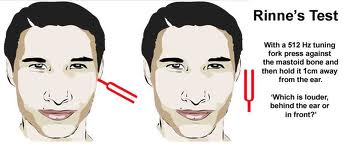 Rinne's Test
With a 512 Hz tuning
fork press against
the mastoid bone and
then hold it 1cm away
from the ear.
'Which is louder,
behind the ear or
in front?'